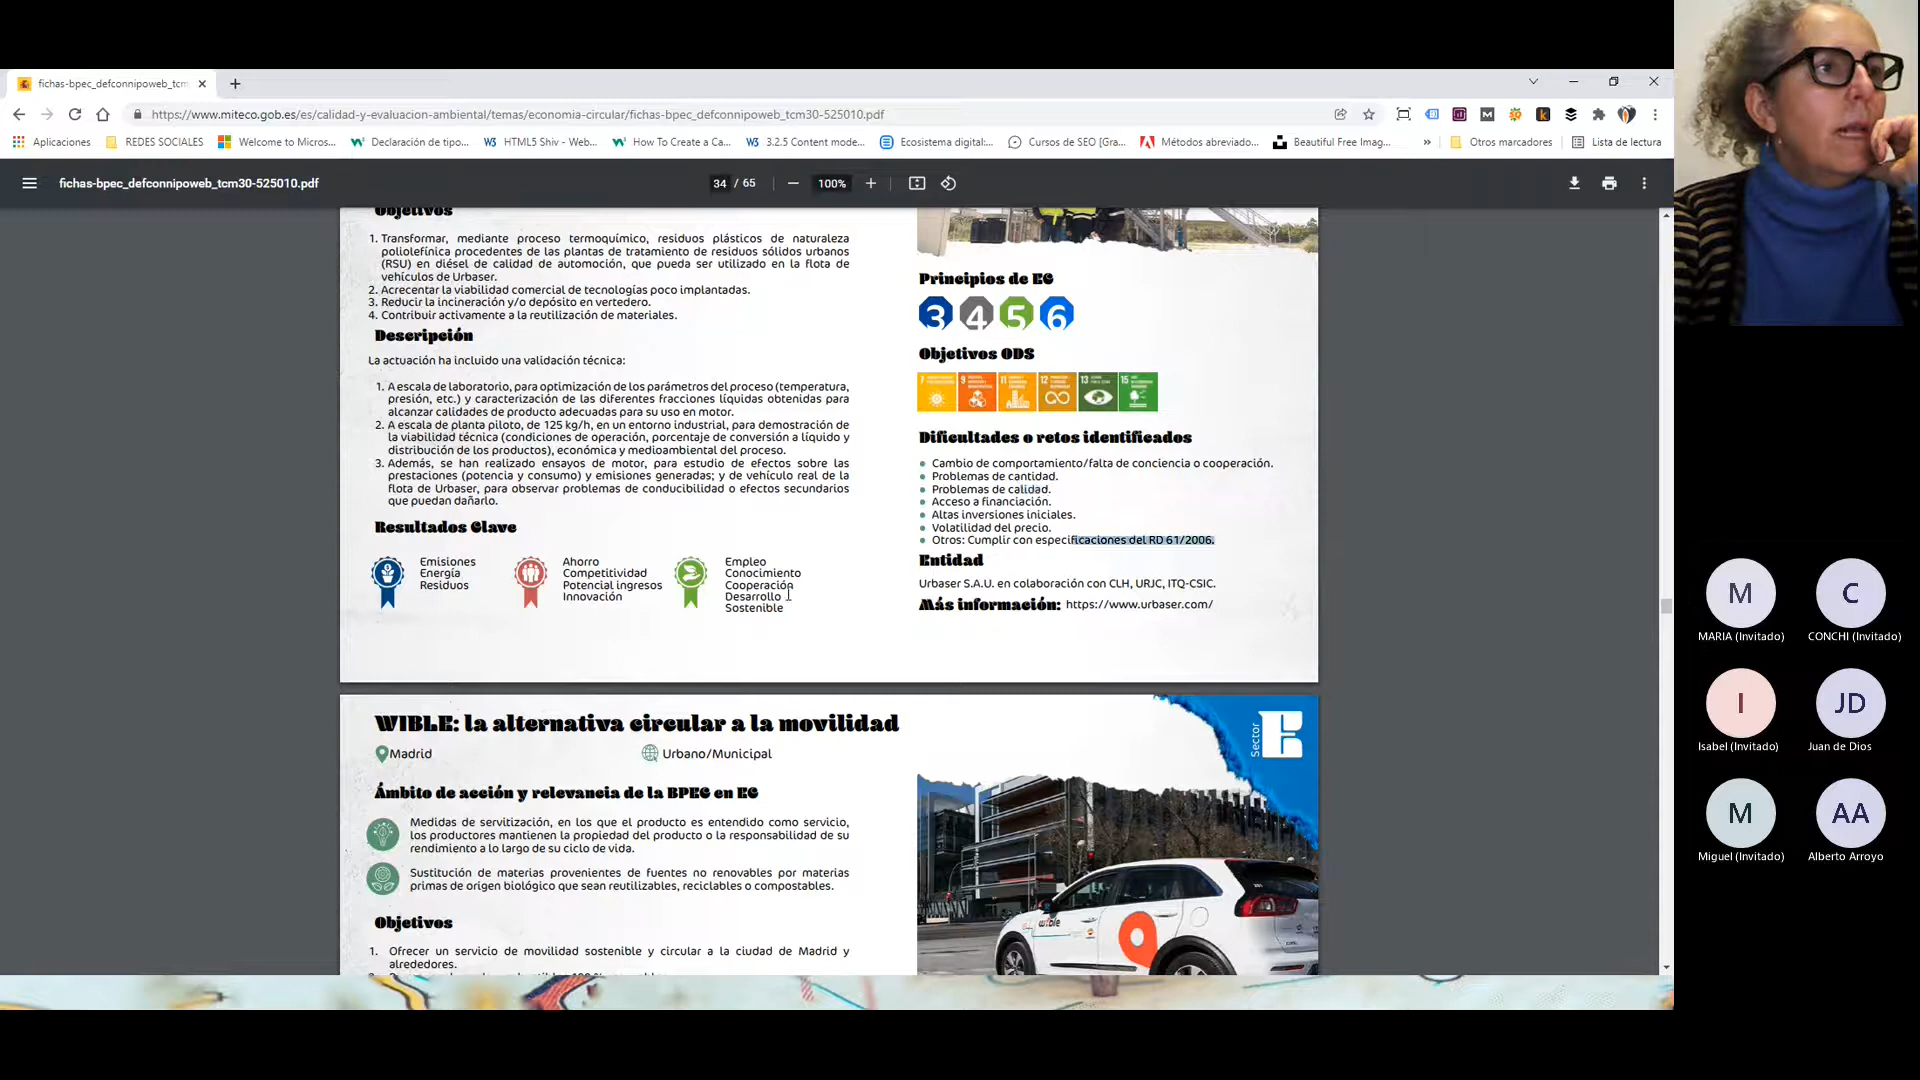 fichas-bpec_defconnipoweb_tcm
https://www.miteco.gob.es/es/calidad-y-evaluacion-ambiental/temas/economia-circular/fichas-bpec_defconnipoweb_tcm30-525010.pdf
Aplicaciones
REDES SOCIALES
Welcome to Micros...
Declaración de tipo...
HTML5 Shiv - Web...
How To Create a Ca...
3.2.5 Content mode...
Ecosistema digital:...
Cursos de SEO [Gra...
Métodos abreviado...
Beautiful Free Imag...
»
Otros marcadores
Lista de lectura
fichas-bpec_defconnipoweb_tcm30-525010.pdf
34 / 65
100%
Objetivos
1. Transformar, mediante proceso termoquímico, residuos plásticos de naturaleza
poliolefínica procedentes de las plantas de tratamiento de residuos sólidos urbanos
(RSU) en diésel de calidad de automoción, que pueda ser utilizado en la flota de
vehículos de Urbaser.
2. Acrecentar la viabilidad comercial de tecnologías poco implantadas.
3. Reducir la incineración y/o depósito en vertedero.
4. Contribuir activamente a la reutilización de materiales.
Descripción
La actuación ha incluido una validación técnica:
1. A escala de laboratorio, para optimización de los parámetros del proceso (temperatura,
presión, etc.) y caracterización de las diferentes fracciones líquidas obtenidas para
alcanzar calidades de producto adecuadas para su uso en motor.
2. A escala de planta piloto, de 125 kg/h, en un entorno industrial, para demostración de
la viabilidad técnica (condiciones de operación, porcentaje de conversión a líquido y
distribución de los productos), económica y medioambiental del proceso.
3. Además, se han realizado ensayos de motor, para estudio de efectos sobre las
prestaciones (potencia y consumo) y emisiones generadas; y de vehículo real de la
flota de Urbaser, para observar problemas de conducibilidad o efectos secundarios
que puedan dañarlo.
Resultados Clave
Emisiones
Energía
Residuos
Ahorro
Competitividad
Potencial ingresos
Innovación
Empleo
Conocimiento
Cooperación
Desarrollo
Sostenible
Principios de EC
3 4 5 6
Objetivos ODS
7 9 11 12 13 15
Dificultades o retos identificados
Cambio de comportamiento/falta de conciencia o cooperación.
Problemas de cantidad.
Problemas de calidad.
Acceso a financiación.
Altas inversiones iniciales.
Volatilidad del precio.
Otros: Cumplir con especificaciones del RD 61/2006.
Entidad
Urbaser S.A.U. en colaboración con CLH, URJC, ITQ-CSIC.
Más información: https://www.urbaser.com/
WIBLE: la alternativa circular a la movilidad
Madrid
Urbano/Municipal
Sector
E
Ámbito de acción y relevancia de la BPEC en EC
Medidas de servitización, en los que el producto es entendido como servicio,
los productores mantienen la propiedad del producto o la responsabilidad de su
rendimiento a lo largo de su ciclo de vida.
Sustitución de materias provenientes de fuentes no renovables por materias
primas de origen biológico que sean reutilizables, reciclables o compostables.
Objetivos
1. Ofrecer un servicio de movilidad sostenible y circular a la ciudad de Madrid y
alrededores.
wible
M
MARIA (Invitado)
C
CONCHI (Invitado)
I
Isabel (Invitado)
JD
Juan de Dios
M
Miguel (Invitado)
AA
Alberto Arroyo